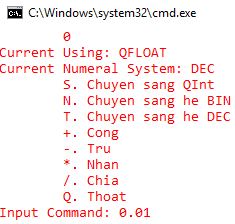 C:\Windows\system32\cmd.exe
0
Current Using: QFLOAT
Current Numeral System: DEC
S. Chuyen sang QInt
N. Chuyen sang he BIN
T. Chuyen sang he DEC
+. Cong
-. Tru
*. Nhan
/. Chia
Q. Thoat
Input Command: 0.01